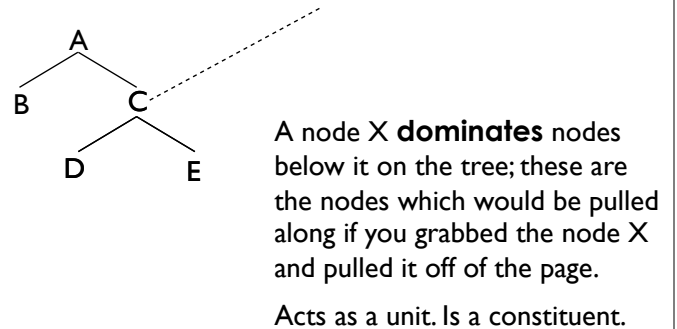 A
B
C
D
E
A node X dominates nodes
below it on the tree; these are
the nodes which would be pulled
along if you grabbed the node X
and pulled it off of the page.
Acts as a unit. Is a constituent.